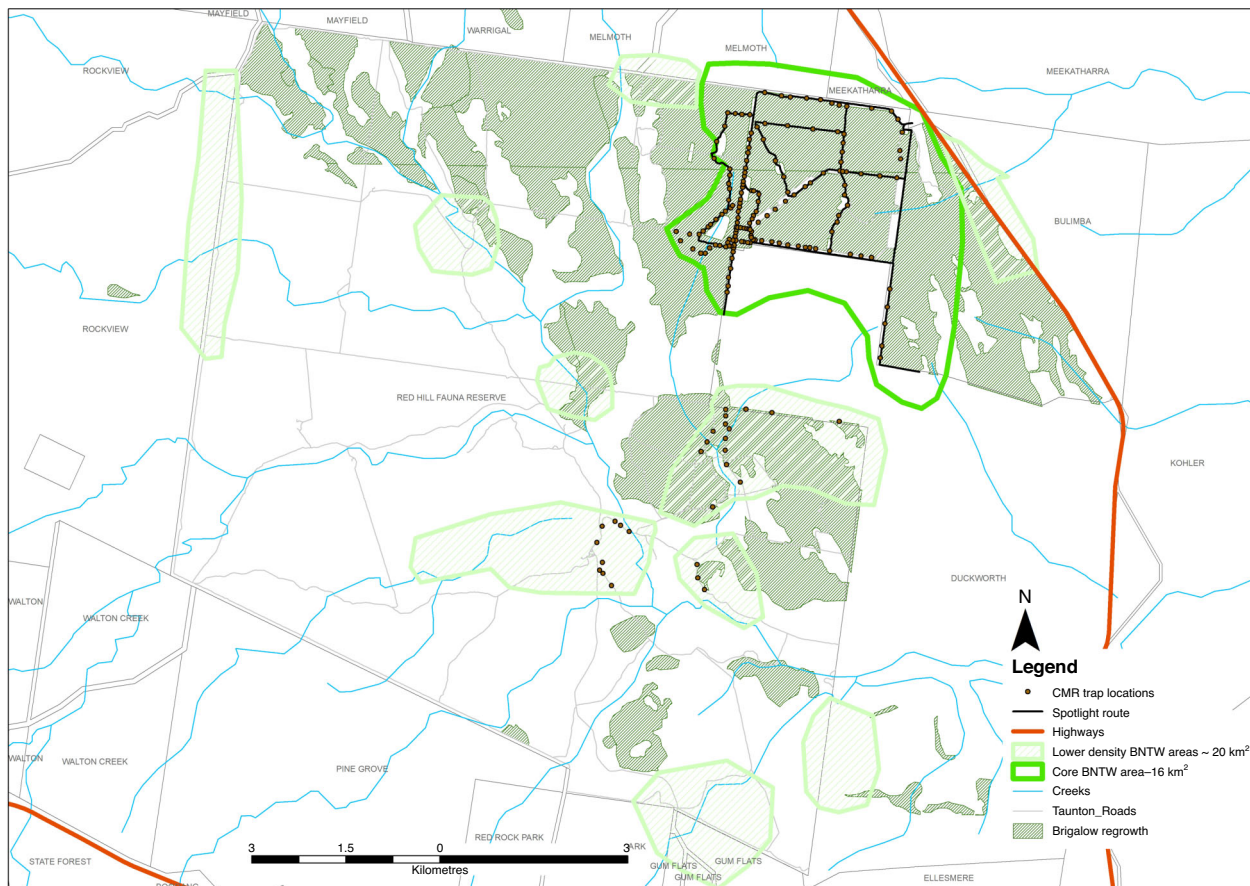 MAYFIELD
MAYFIELD
WARRIGAL
MELMOTH
MELMOTH
ROCKVIEW
MEEKATHARRA
MEEKATHARRA
BULIMBA
ROCKVIEW
RED HILL FAUNA RESERVE
KOHLER
DUCKWORTH
WALTON
WALTON CREEK
N
Legend
CMR trap locations
Spotlight route
Highways
Lower density BNTW areas ~ 20 km²
Core BNTW area–16 km²
Creeks
Taunton_Roads
Brigalow regrowth
WALTON
WALTON CREEK
PINE GROVE
RED ROCK PARK
ARK
3 1.5 0 3
Kilometres
STATE FOREST
GUM FLATS
GUM FLATS
GUM FLATS
ELLESMERE